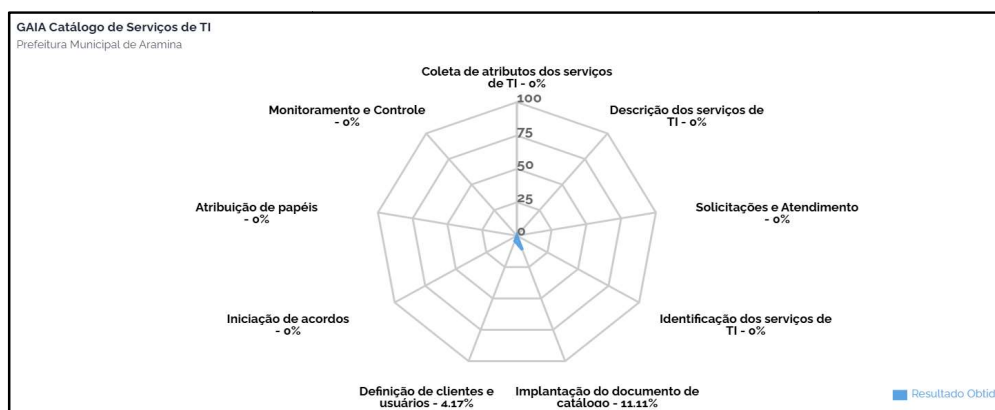 GAIA Catálogo de Serviços de TI
Prefeitura Municipal de Aramina
Coleta de atributos dos serviços
de TI - 0%
100
Monitoramento e Controle
- 0%
Descrição dos serviços de
TI - 0%
75
50
Atribuição de papéis
- 0%
25
Solicitações e Atendimento
- 0%
0
Iniciação de acordos
- 0%
Identificação dos serviços de
TI - 0%
Definição de clientes e
usuários - 4.17%
Implantação do documento de
catálogo - 11.11%
Resultado Obtid